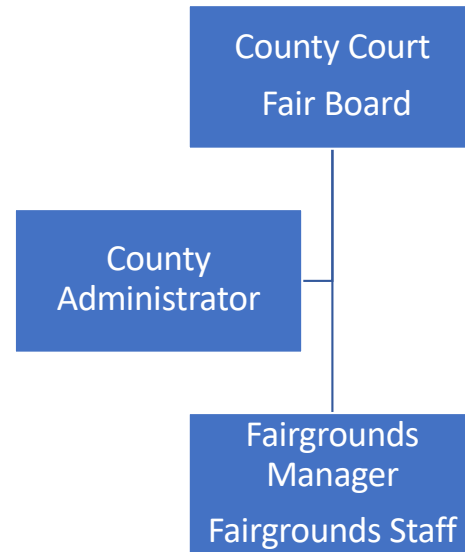 County Court
Fair Board
County
Administrator
Fairgrounds
Manager
Fairgrounds Staff